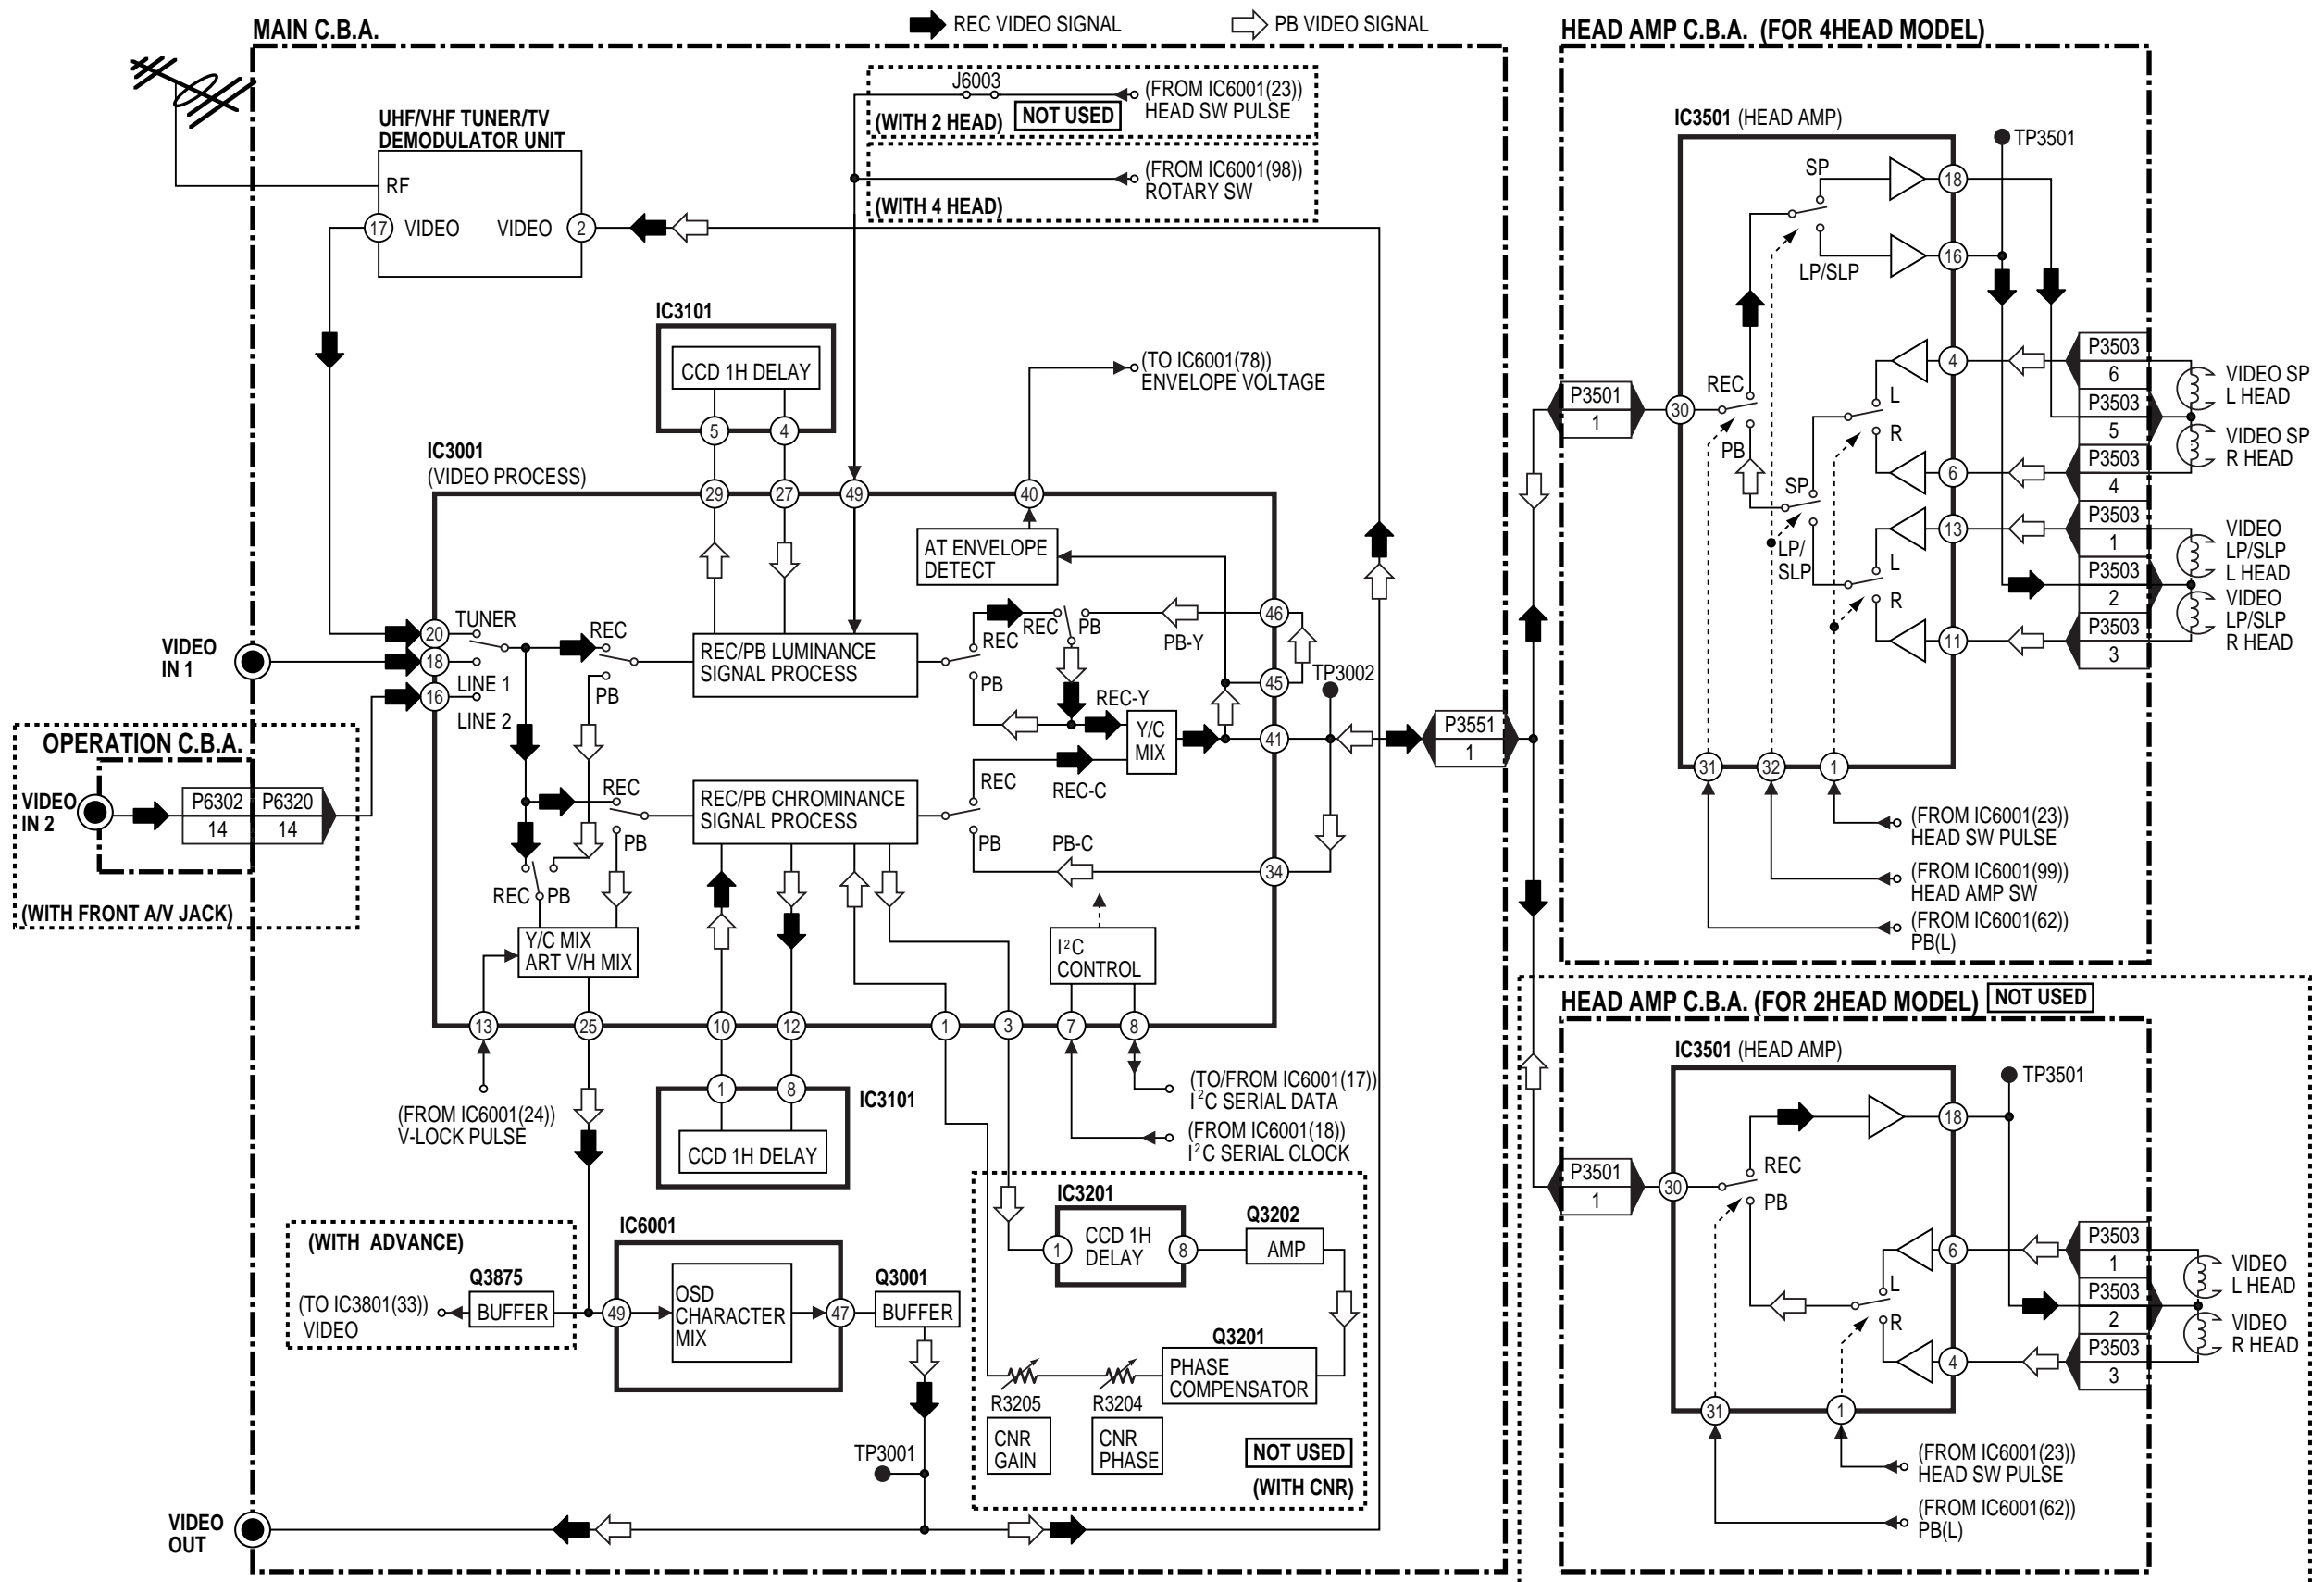 REC VIDEO SIGNAL
PB VIDEO SIGNAL
MAIN C.B.A.
UHF/VHF TUNER/TV
DEMODULATOR UNIT
RF
17
VIDEO
VIDEO
2
J6003
(FROM IC6001(23))
HEAD SW PULSE
(WITH 2 HEAD)
NOT USED
(FROM IC6001(98))
ROTARY SW
(WITH 4 HEAD)
IC3101
CCD 1H DELAY
5
4
(TO IC6001(78))
ENVELOPE VOLTAGE
IC3001
(VIDEO PROCESS)
29
27
49
40
AT ENVELOPE
DETECT
20
TUNER
18
LINE 1
16
LINE 2
REC
PB
REC/PB LUMINANCE
SIGNAL PROCESS
REC
PB
REC
PB
PB-Y
46
45
TP3002
REC-Y
Y/C
MIX
41
REC-C
REC
PB
REC/PB CHROMINANCE
SIGNAL PROCESS
REC
PB
PB-C
34
REC
PB
Y/C MIX
ART V/H MIX
I²C
CONTROL
13
25
10
12
1
3
7
8
VIDEO
IN 1
OPERATION C.B.A.
VIDEO
IN 2
P6302
14
P6320
14
(WITH FRONT A/V JACK)
P3551
1
(FROM IC6001(24))
V-LOCK PULSE
1
8
IC3101
CCD 1H DELAY
(TO/FROM IC6001(17))
I²C SERIAL DATA
(FROM IC6001(18))
I²C SERIAL CLOCK
(WITH ADVANCE)
Q3875
BUFFER
(TO IC3801(33))
VIDEO
IC6001
49
OSD
CHARACTER
MIX
47
Q3001
BUFFER
TP3001
IC3201
1
CCD 1H
DELAY
8
Q3202
AMP
Q3201
PHASE
COMPENSATOR
R3205
CNR
GAIN
R3204
CNR
PHASE
NOT USED
(WITH CNR)
VIDEO
OUT
HEAD AMP C.B.A. (FOR 4HEAD MODEL)
IC3501 (HEAD AMP)
TP3501
SP
18
LP/SLP
16
P3501
1
30
REC
PB
4
L
R
6
SP
LP/
SLP
13
L
R
11
P3503
6
P3503
5
P3503
4
P3503
1
P3503
2
P3503
3
VIDEO SP
L HEAD
VIDEO SP
R HEAD
VIDEO
LP/SLP
L HEAD
VIDEO
LP/SLP
R HEAD
31
32
1
(FROM IC6001(23))
HEAD SW PULSE
(FROM IC6001(99))
HEAD AMP SW
(FROM IC6001(62))
PB(L)
HEAD AMP C.B.A. (FOR 2HEAD MODEL)
NOT USED
IC3501 (HEAD AMP)
TP3501
18
P3501
1
30
REC
PB
6
L
R
4
P3503
1
P3503
2
P3503
3
VIDEO
L HEAD
VIDEO
R HEAD
31
1
(FROM IC6001(23))
HEAD SW PULSE
(FROM IC6001(62))
PB(L)